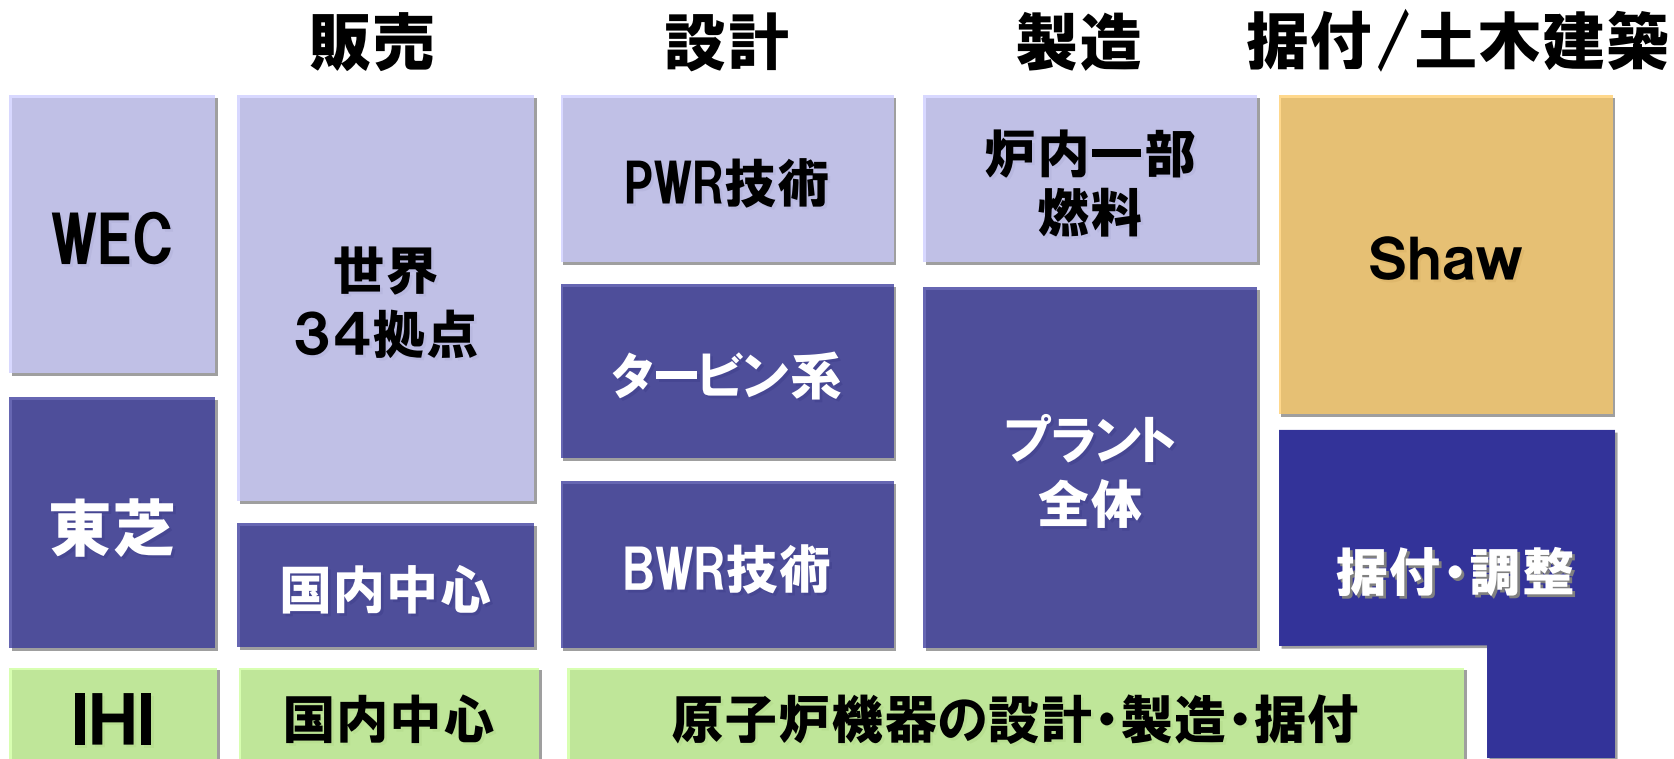 販売
設計
製造
据付/土木建築
WEC
世界
34拠点
PWR技術
炉内一部
燃料
Shaw
タービン系
プラント
全体
東芝
国内中心
BWR技術
据付・調整
IHI
国内中心
原子炉機器の設計・製造・据付